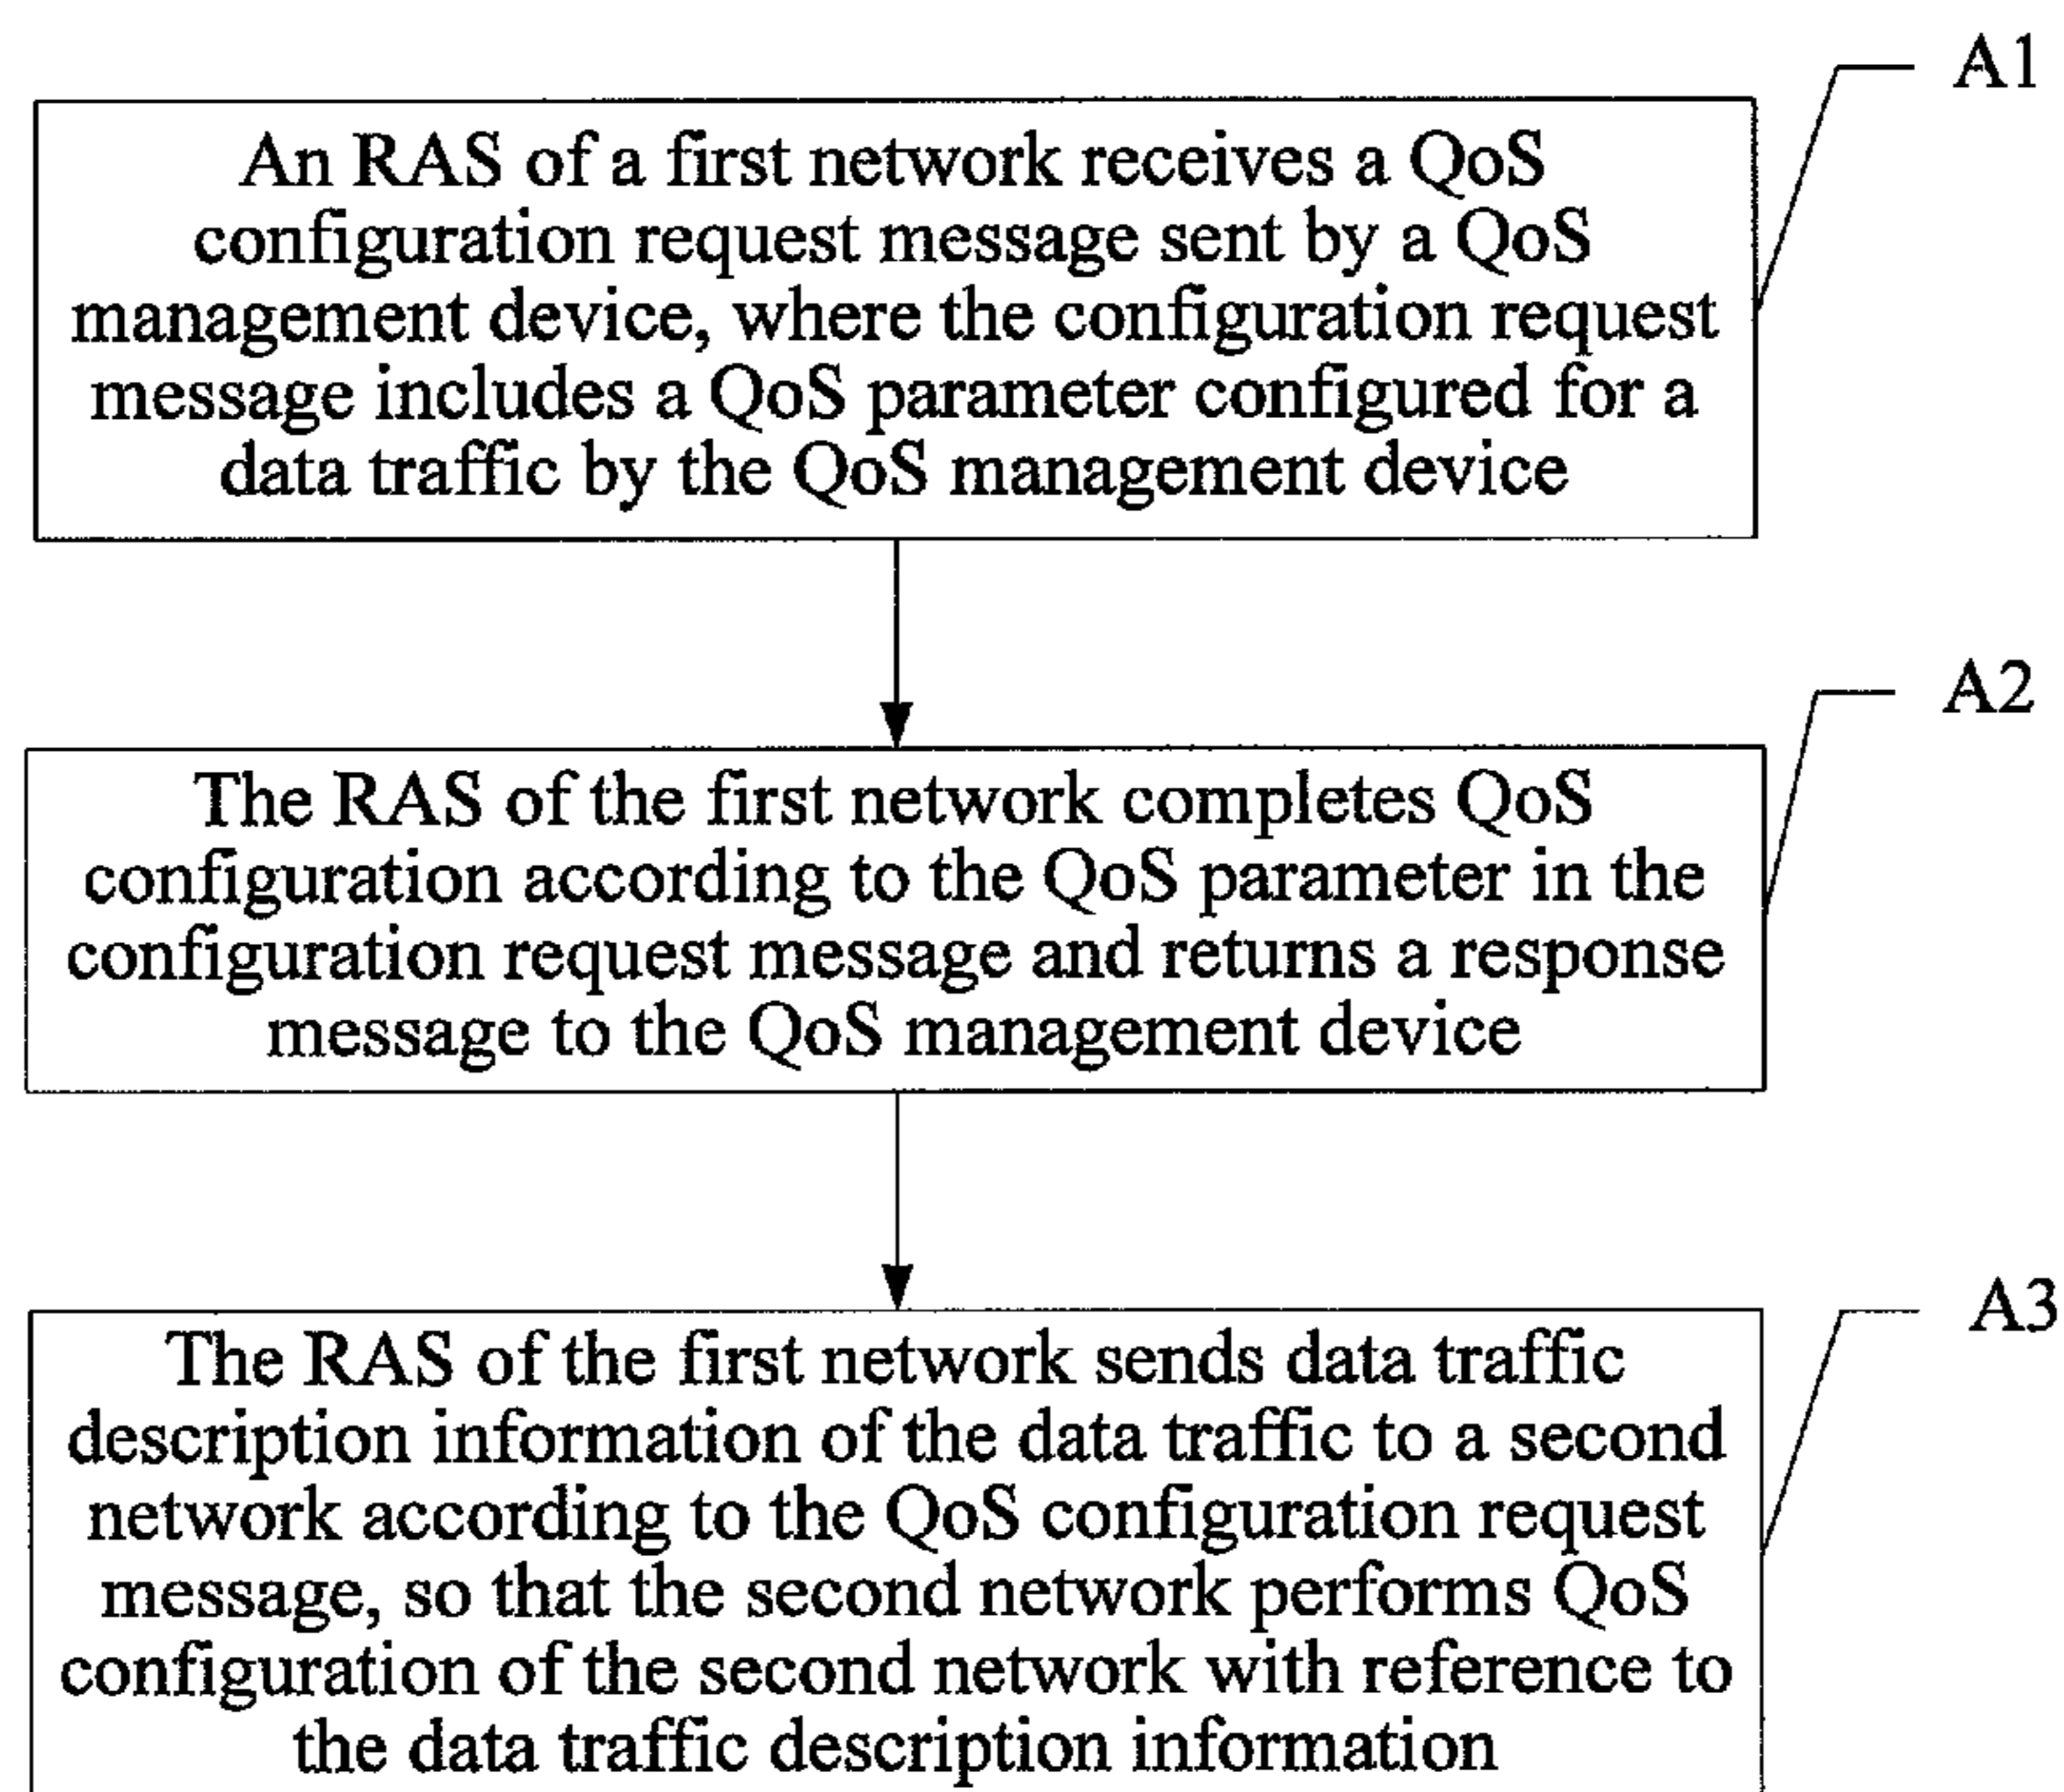 A1
An RAS of a first network receives a QoS
configuration request message sent by a QoS
management device, where the configuration request
message includes a QoS parameter configured for a
data traffic by the QoS management device
A2
The RAS of the first network completes QoS
configuration according to the QoS parameter in the
configuration request message and returns a response
message to the QoS management device
A3
The RAS of the first network sends data traffic
description information of the data traffic to a second
network according to the QoS configuration request
message, so that the second network performs QoS
configuration of the second network with reference to
the data traffic description information